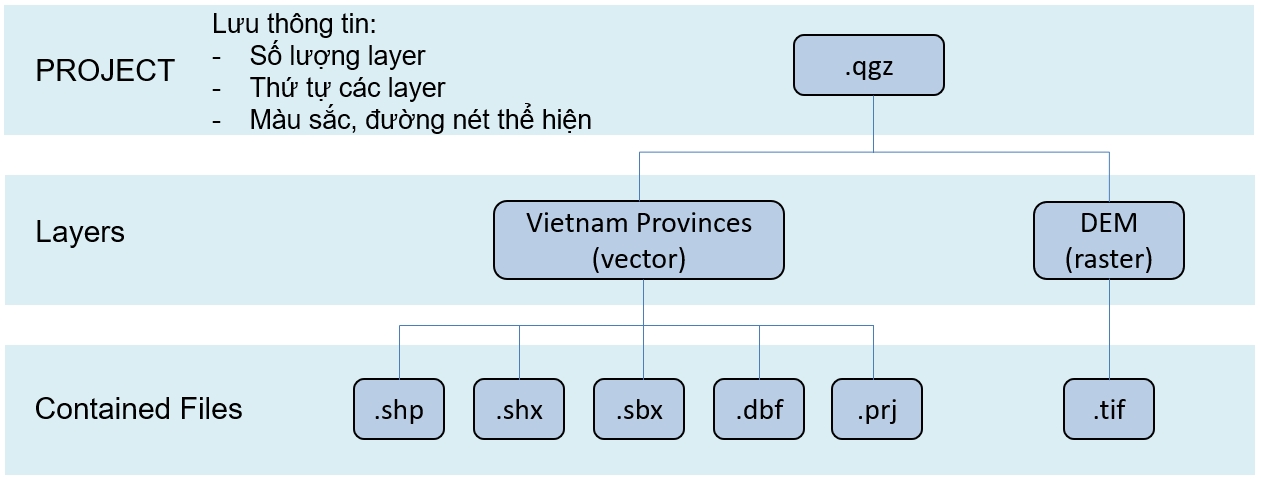 PROJECT
Lưu thông tin:
- Số lượng layer
- Thứ tự các layer
- Màu sắc, đường nét thể hiện
.qgz
Layers
Vietnam Provinces
(vector)
DEM
(raster)
Contained Files
.shp
.shx
.sbx
.dbf
.prj
.tif